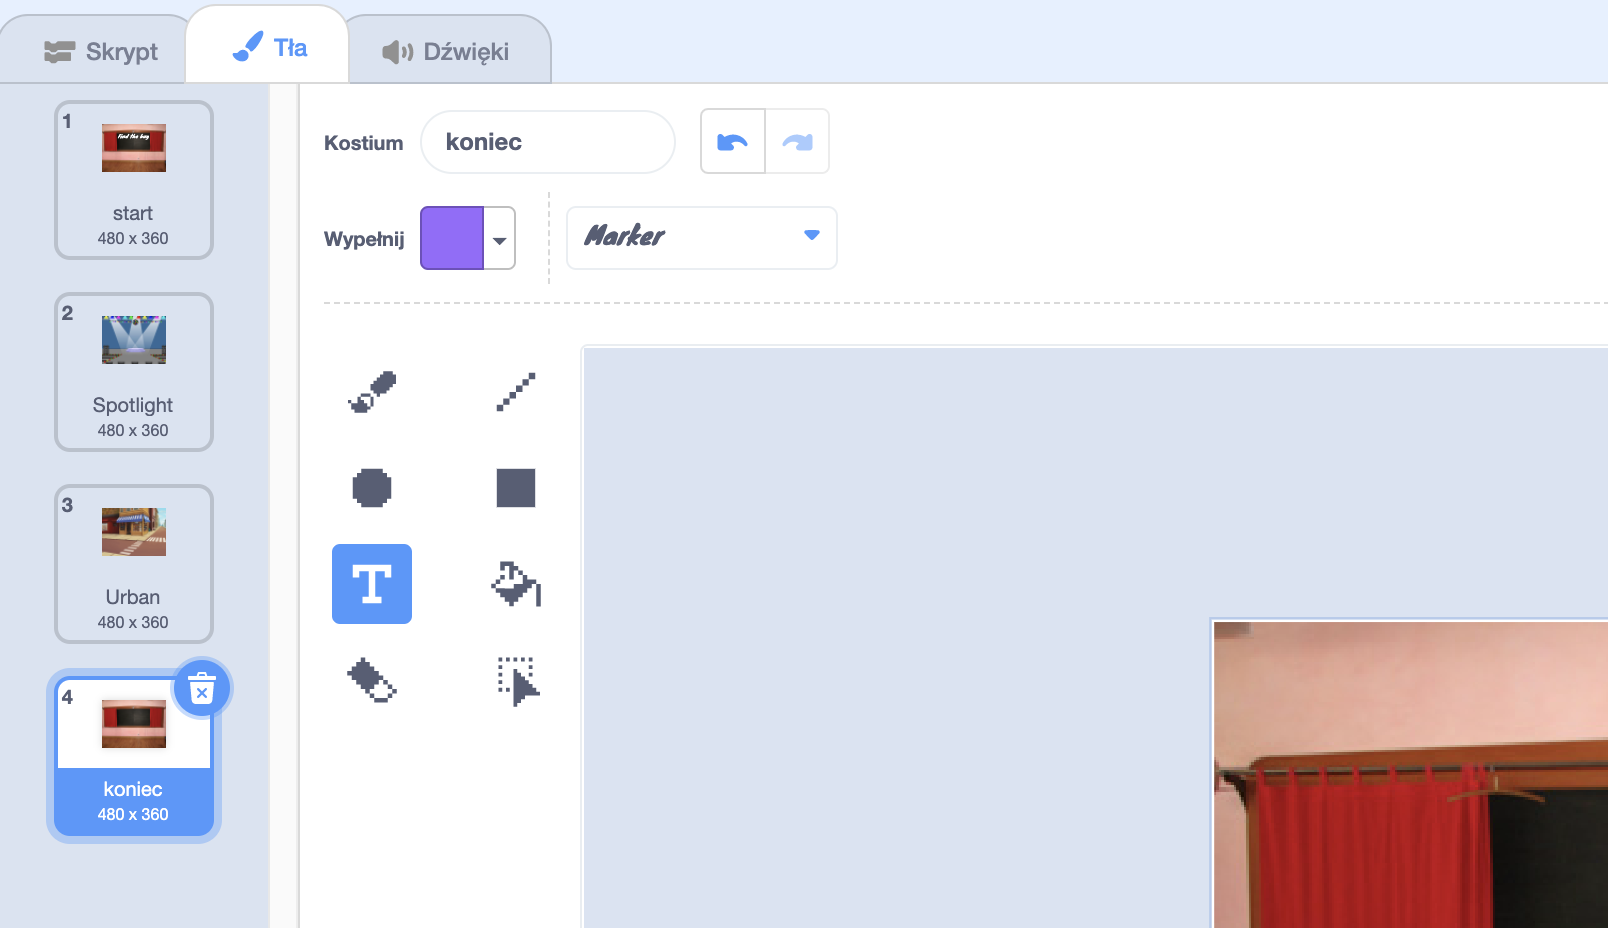 Skrypt
Tła
Dźwięki
1
Find the bug
start
480 x 360
2
Spotlight
480 x 360
3
Urban
480 x 360
4
koniec
480 x 360
Kostium
koniec
Wypełnij
Marker
T